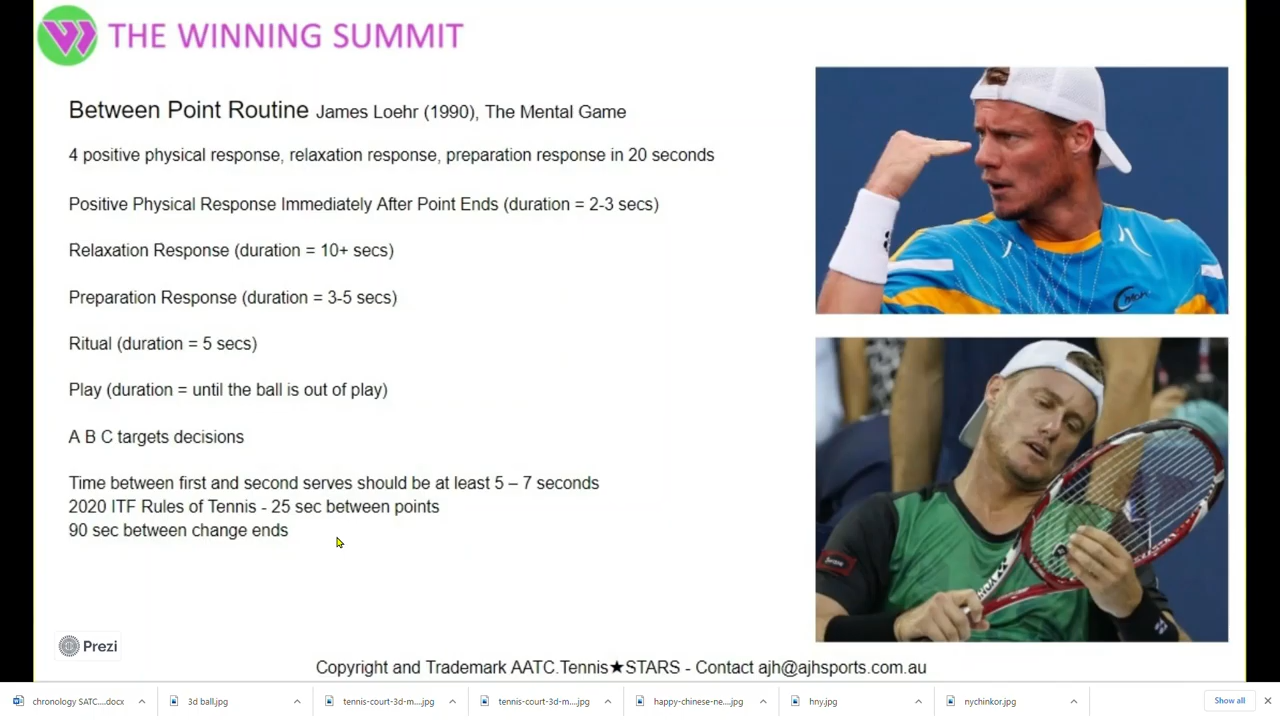 THE WINNING SUMMIT
Between Point Routine James Loehr (1990), The Mental Game
4 positive physical response, relaxation response, preparation response in 20 seconds
Positive Physical Response Immediately After Point Ends (duration = 2-3 secs)
Relaxation Response (duration = 10+ secs)
Preparation Response (duration = 3-5 secs)
Ritual (duration = 5 secs)
Play (duration = until the ball is out of play)
A B C targets decisions
Time between first and second serves should be at least 5 – 7 seconds
2020 ITF Rules of Tennis - 25 sec between points
90 sec between change ends
Prezi
Copyright and Trademark AATC.Tennis★STARS - Contact ajh@ajhsports.com.au
chronology SATC....docx
3d ball.jpg
tennis-court-3d-m....jpg
tennis-court-3d-m....jpg
happy-chinese-ne....jpg
hny.jpg
nychinkor.jpg
Show all